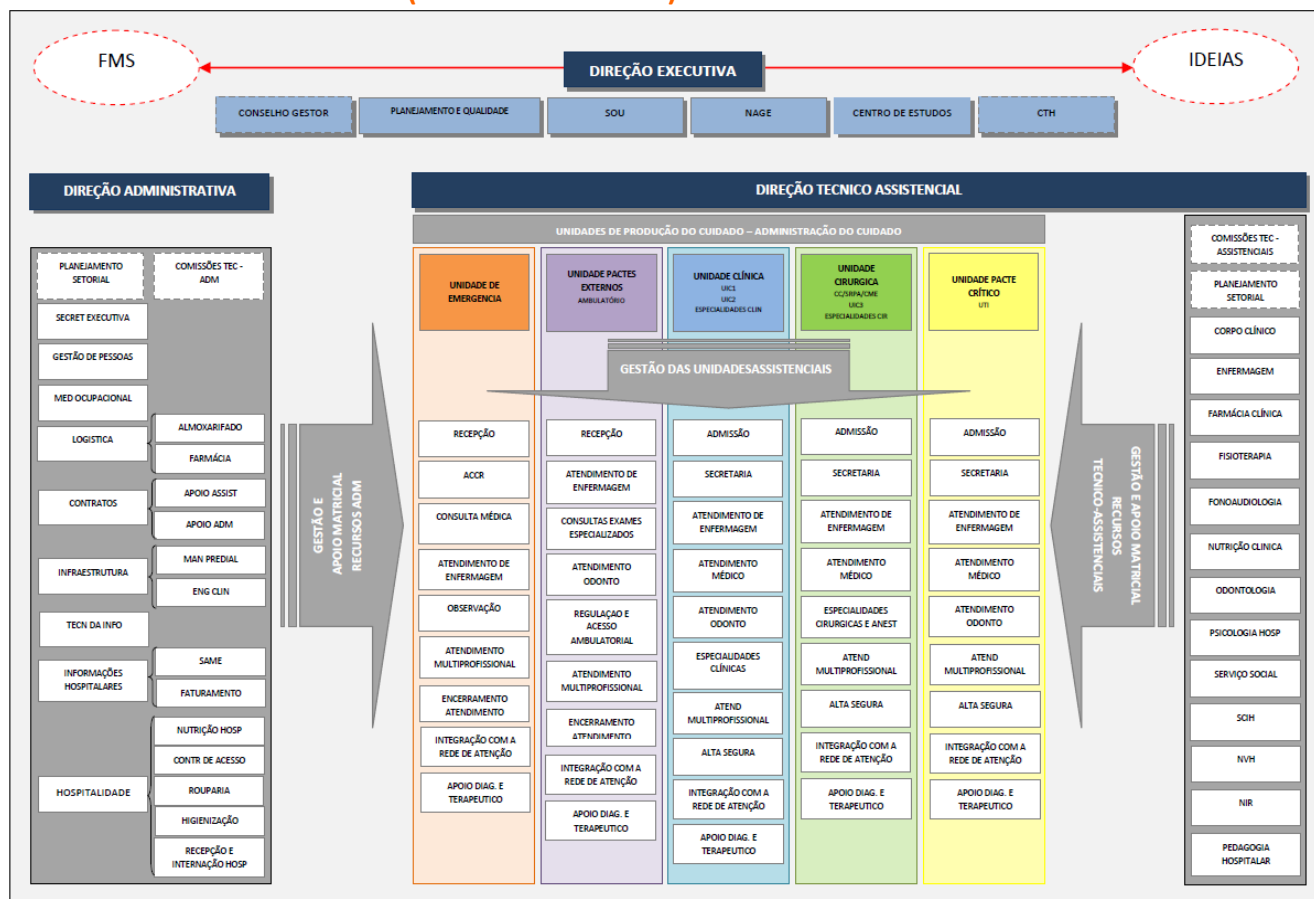 FMS
IDEIAS
DIREÇÃO EXECUTIVA
CONSELHO GESTOR
PLANEJAMENTO E QUALIDADE
SOU
NAGE
CENTRO DE ESTUDOS
CTH
DIREÇÃO ADMINISTRATIVA
DIREÇÃO TECNICO ASSISTENCIAL
PLANEJAMENTO
SETORIAL
COMISSÕES TEC -
ADM
SECRET EXECUTIVA
GESTÃO DE PESSOAS
MED OCUPACIONAL
LOGISTICA
ALMOXARIFADO
FARMÁCIA
CONTRATOS
APOIO ASSIST
APOIO ADM
INFRAESTRUTURA
MAN PREDIAL
ENG CLIN
TECN DA INFO
INFORMAÇÕES
HOSPITALARES
SAME
FATURAMENTO
HOSPITALIDADE
NUTRIÇÃO HOSP
CONTR DE ACESSO
ROUPARIA
HIGIENIZAÇÃO
RECEPÇÃO E
INTERNAÇÃO HOSP
GESTÃO E
APOIO MATRICIAL
RECURSOS ADM
UNIDADES DE PRODUÇÃO DO CUIDADO – ADMINISTRAÇÃO DO CUIDADO
GESTÃO DAS UNIDADESASSISTENCIAIS
UNIDADE DE
EMERGENCIA
RECEPÇÃO
ACCR
CONSULTA MÉDICA
ATENDIMENTO DE
ENFERMAGEM
OBSERVAÇÃO
ATENDIMENTO
MULTIPROFISSIONAL
ENCERRAMENTO
ATENDIMENTO
INTEGRAÇÃO COM A
REDE DE ATENÇÃO
APOIO DIAG. E
TERAPEUTICO
UNIDADE PACTES
EXTERNOS
AMBULATÓRIO
RECEPÇÃO
ATENDIMENTO DE
ENFERMAGEM
CONSULTAS EXAMES
ESPECIALIZADOS
ATENDIMENTO
ODONTO
REGULAÇAO E
ACESSO
AMBULATORIAL
ATENDIMENTO
MULTIPROFISSIONAL
ENCERRAMENTO
ATENDIMENTO
INTEGRAÇÃO COM A
REDE DE ATENÇÃO
APOIO DIAG. E
TERAPEUTICO
UNIDADE CLÍNICA
UIC1
UIC2
ESPECIALIDADES CLIN
ADMISSÃO
SECRETARIA
ATENDIMENTO DE
ENFERMAGEM
ATENDIMENTO
MÉDICO
ATENDIMENTO
ODONTO
ESPECIALIDADES
CLÍNICAS
ATEND
MULTIPROFISSIONAL
ALTA SEGURA
INTEGRAÇÃO COM A
REDE DE ATENÇÃO
APOIO DIAG. E
TERAPEUTICO
UNIDADE
CIRURGICA
CC/SRPA/CME
UIC3
ESPECIALIDADES CIR
ADMISSÃO
SECRETARIA
ATENDIMENTO DE
ENFERMAGEM
ATENDIMENTO
MÉDICO
ESPECIALIDADES
CIRURGICAS E ANEST
ATEND
MULTIPROFISSIONAL
ALTA SEGURA
INTEGRAÇÃO COM A
REDE DE ATENÇÃO
APOIO DIAG. E
TERAPEUTICO
UNIDADE PACTE
CRÍTICO
UTI
ADMISSÃO
SECRETARIA
ATENDIMENTO DE
ENFERMAGEM
ATENDIMENTO
MÉDICO
ATENDIMENTO
ODONTO
ATEND
MULTIPROFISSIONAL
ALTA SEGURA
INTEGRAÇÃO COM A
REDE DE ATENÇÃO
APOIO DIAG. E
TERAPEUTICO
GESTÃO E APOIO MATRICIAL
RECURSOS
TECNICO-ASSISTENCIAIS
COMISSÕES TEC -
ASSISTENCIAIS
PLANEJAMENTO
SETORIAL
CORPO CLÍNICO
ENFERMAGEM
FARMÁCIA CLÍNICA
FISIOTERAPIA
FONOAUDIOLOGIA
NUTRIÇÃO CLINICA
ODONTOLOGIA
PSICOLOGIA HOSP
SERVIÇO SOCIAL
SCIH
NVH
NIR
PEDAGOGIA
HOSPITALAR